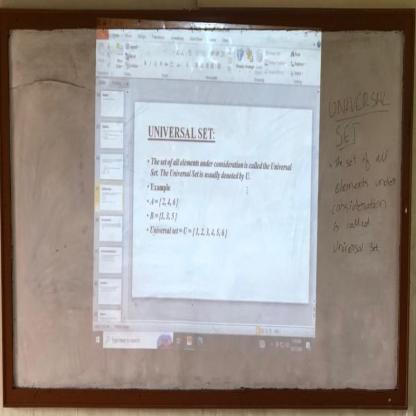 UNIVERSAL SET:
• The set of all elements under consideration is called the Universal
Set. The Universal Set is usually denoted by U.
• Example
• A = {2, 4, 6}
• B = {1, 3, 5}
• Universal set = U = {1, 2, 3, 4, 5, 6}
UNIVERSAL
SET
• the set of all
elements under
consideration
is called
universal set